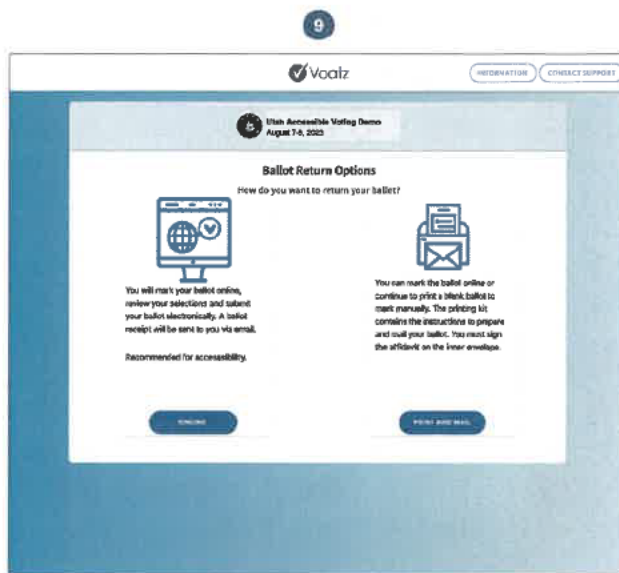 9
Voatz
INFORMATION
CONTACT SUPPORT
Utah Accessible Voting Demo
August 7-8, 2023
Ballot Return Options
How do you want to return your ballot?
You will mark your ballot online,
review your selections and submit
your ballot electronically. A ballot
receipt will be sent to you via email.
Recommended for accessibility.
You can mark the ballot online or
continue to print a blank ballot to
mark manually. The printing kit
contains the instructions to prepare
and mail your ballot. You must sign
the affidavit on the inner envelope.
ONLINE
PRINT AND MAIL